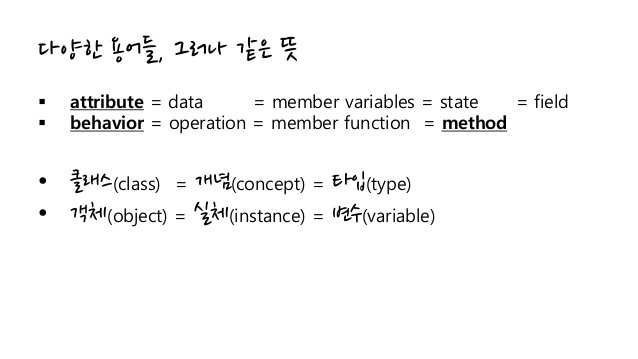 다양한 용어들, 그러나 같은 뜻
▪ attribute = data = member variables = state = field
▪ behavior = operation = member function = method
• 클래스(class) = 개념(concept) = 타입(type)
• 객체(object) = 실체(instance) = 변수(variable)